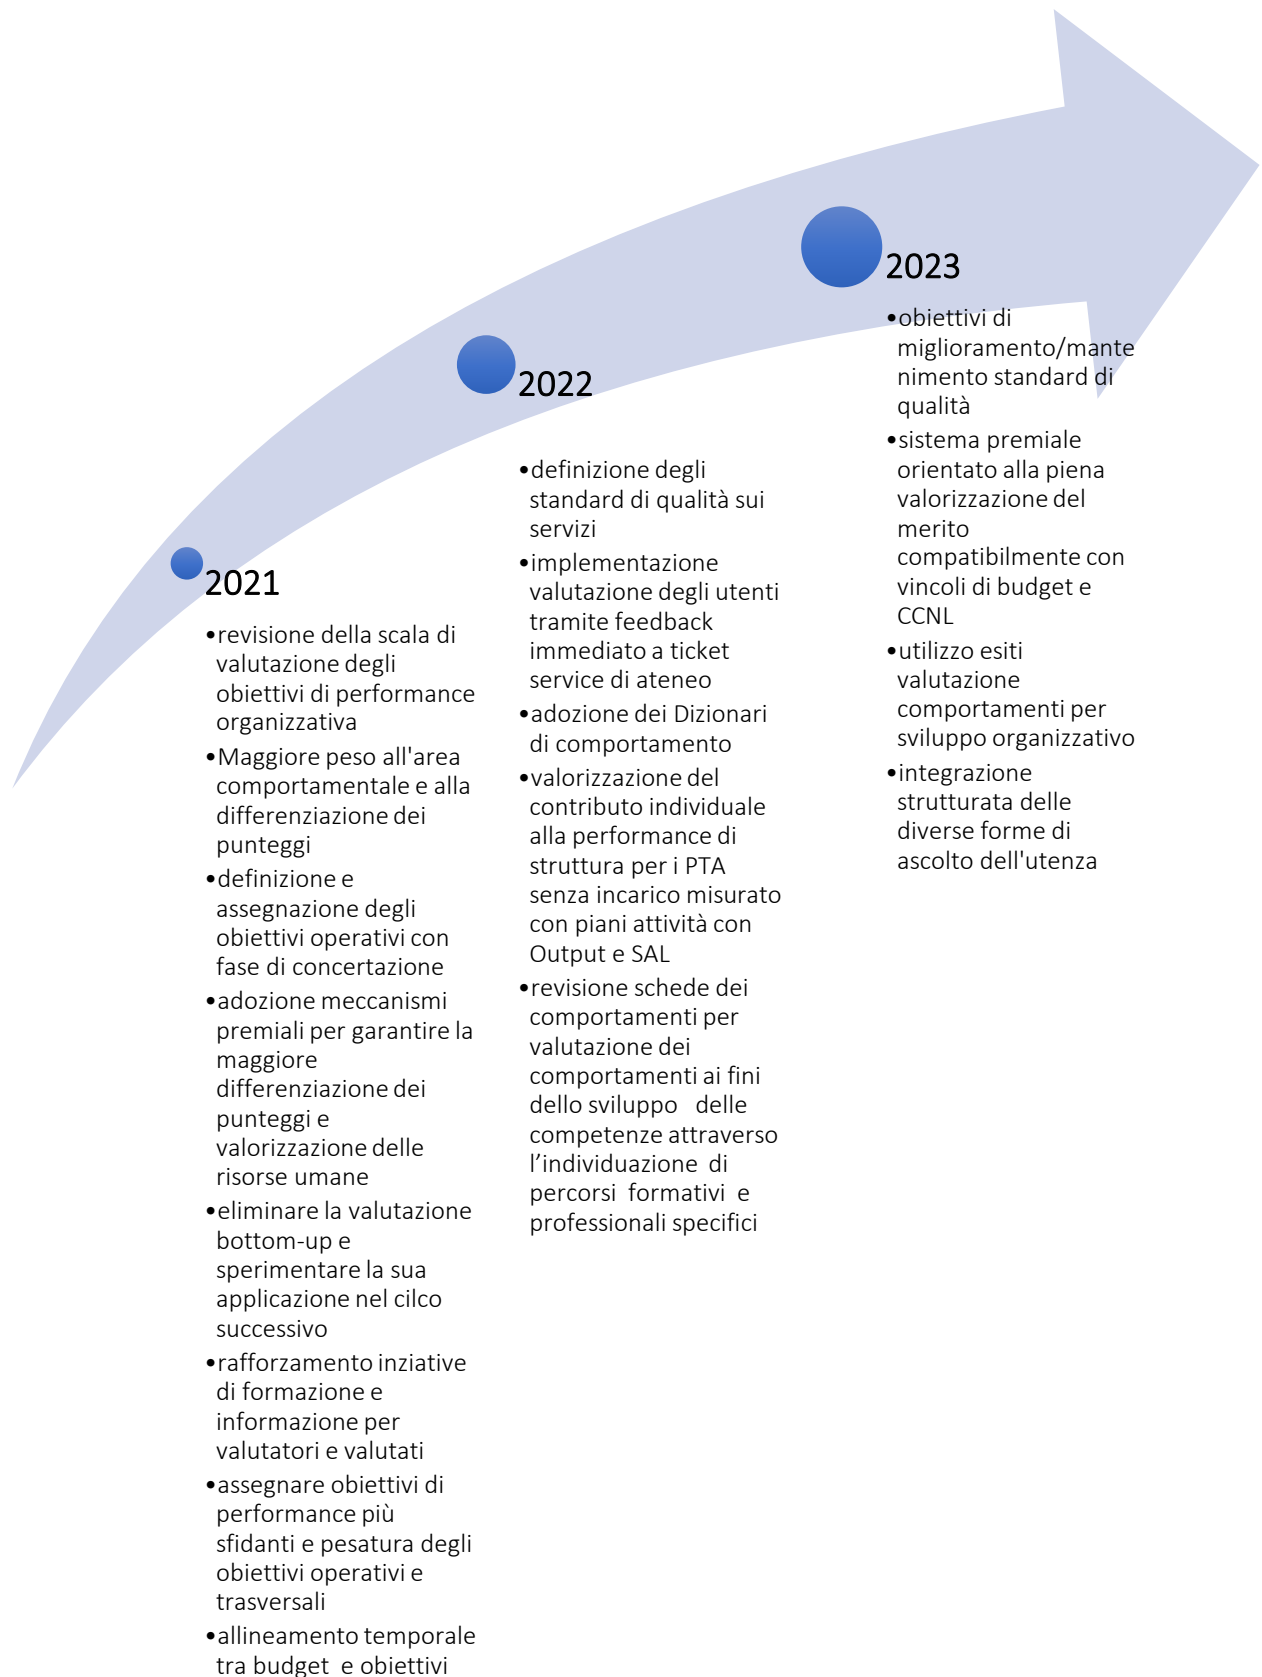 2021
•revisione della scala di
valutazione degli
obiettivi di performance
organizzativa
•Maggiore peso all'area
comportamentale e alla
differenziazione dei
punteggi
•definizione e
assegnazione degli
obiettivi operativi con
fase di concertazione
•adozione meccanismi
premiali per garantire la
maggiore
differenziazione dei
punteggi e
valorizzazione delle
risorse umane
•eliminare la valutazione
bottom-up e
sperimentare la sua
applicazione nel cilco
successivo
•rafforzamento inziative
di formazione e
informazione per
valutatori e valutati
•assegnare obiettivi di
performance più
sfidanti e pesatura degli
obiettivi operativi e
trasversali
•allineamento temporale
tra budget e obiettivi
2022
•definizione degli
standard di qualità sui
servizi
•implementazione
valutazione degli utenti
tramite feedback
immediato a ticket
service di ateneo
•adozione dei Dizionari
di comportamento
•valorizzazione del
contributo individuale
alla performance di
struttura per i PTA
senza incarico misurato
con piani attività con
Output e SAL
•revisione schede dei
comportamenti per
valutazione dei
comportamenti ai fini
dello sviluppo delle
competenze attraverso
l’individuazione di
percorsi formativi e
professionali specifici
2023
•obiettivi di
miglioramento/mante
nimento standard di
qualità
•sistema premiale
orientato alla piena
valorizzazione del
merito
compatibilmente con
vincoli di budget e
CCNL
•utilizzo esiti
valutazione
comportamenti per
sviluppo organizzativo
•integrazione
strutturata delle
diverse forme di
ascolto dell'utenza